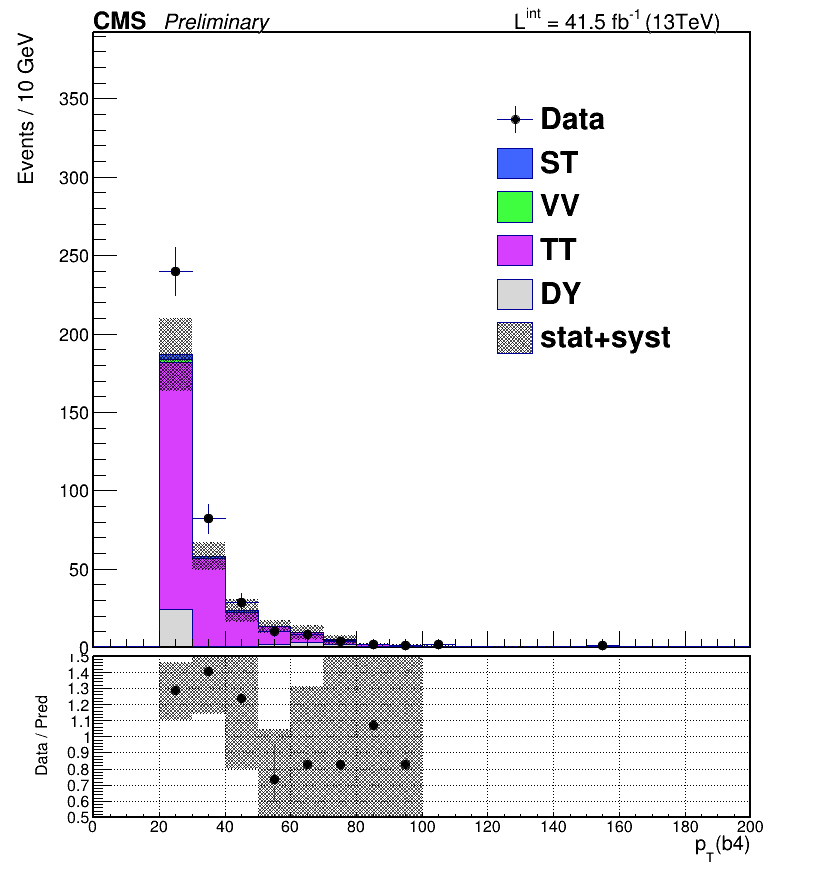 CMS Preliminary L^int = 41.5 fb^-1 (13TeV)
Events / 10 GeV
350
300
250
200
150
100
50
0
Data
ST
VV
TT
DY
stat+syst
Data / Pred
1.5
1.4
1.3
1.2
1.1
1
0.9
0.8
0.7
0.6
0.5
0 20 40 60 80 100 120 140 160 180 200
p_T(b4)